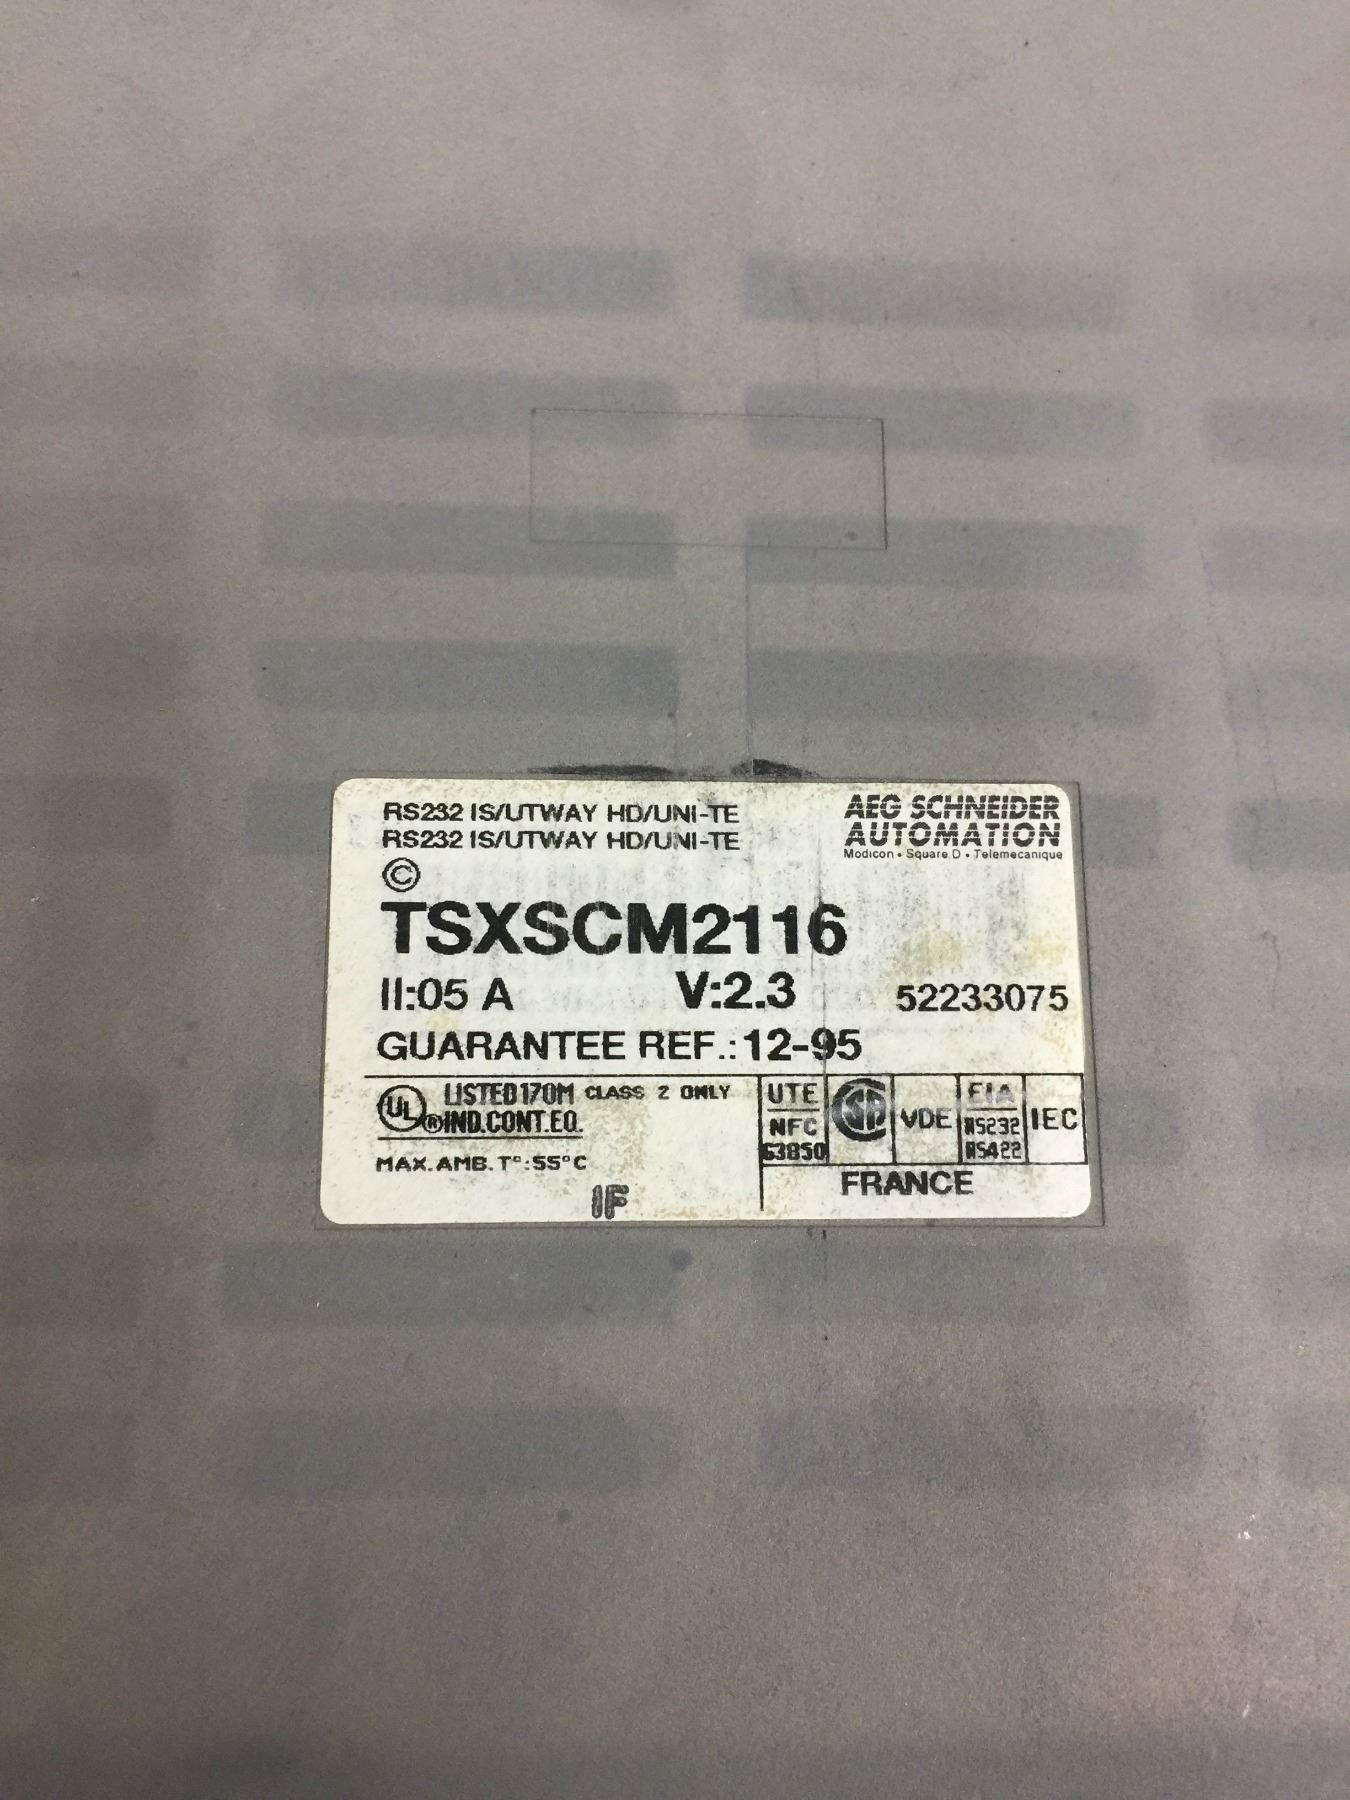 RS232 IS/UTWAY HD/UNI-TE
RS232 IS/UTWAY HD/UNI-TE
AEG SCHNEIDER
AUTOMATION
Modicon • Square D • Telemecanique
©
TSXSCM2116
II:05 A V:2.3 52233075
GUARANTEE REF.: 12-95
UL ® LISTED 170M CLASS 2 ONLY
IND.CONT.EQ.
MAX.AMB.T°:55°C
IF
UTE
NFC
63850
CSA
VDE
EIA
RS232
RS422
IEC
FRANCE